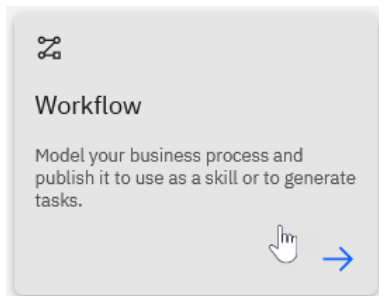 Workflow
Model your business process and
publish it to use as a skill or to generate
tasks.